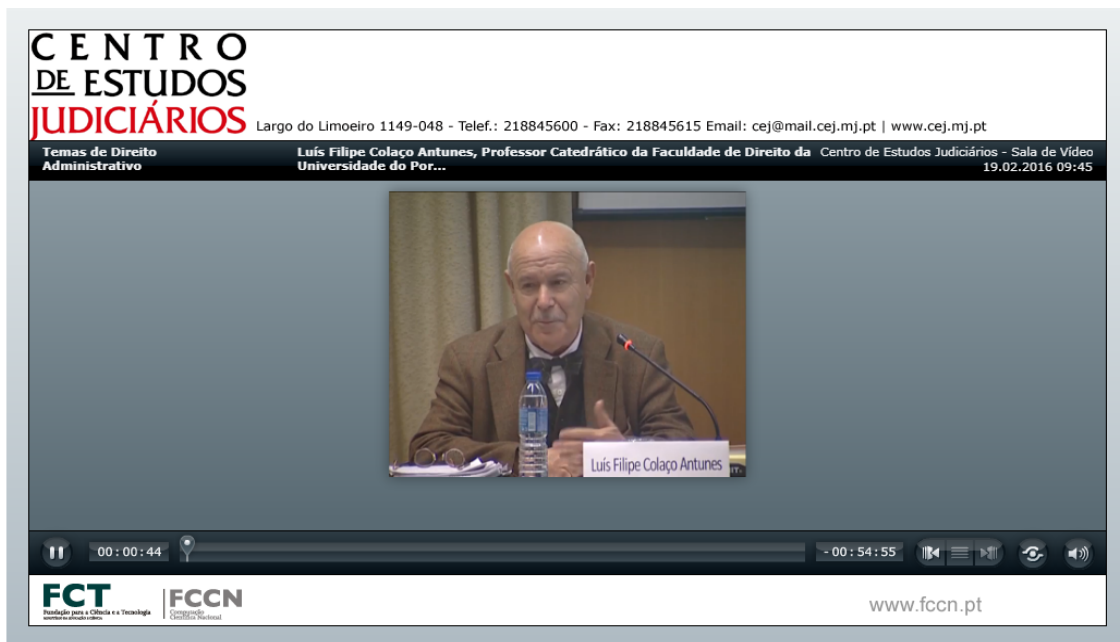 CENTRO
DE ESTUDOS
JUDICIÁRIOS
Largo do Limoeiro 1149-048 - Telef.: 218845600 - Fax: 218845615 Email: cej@mail.cej.mj.pt | www.cej.mj.pt
Temas de Direito
Administrativo
Luís Filipe Colaço Antunes, Professor Catedrático da Faculdade de Direito da
Universidade do Por...
Centro de Estudos Judiciários - Sala de Vídeo
19.02.2016 09:45
Luís Filipe Colaço Antunes
00:00:44
- 00:54:55
FCT
Fundação para a Ciência e a Tecnologia
FCCN
Computação
Científica Nacional
www.fccn.pt